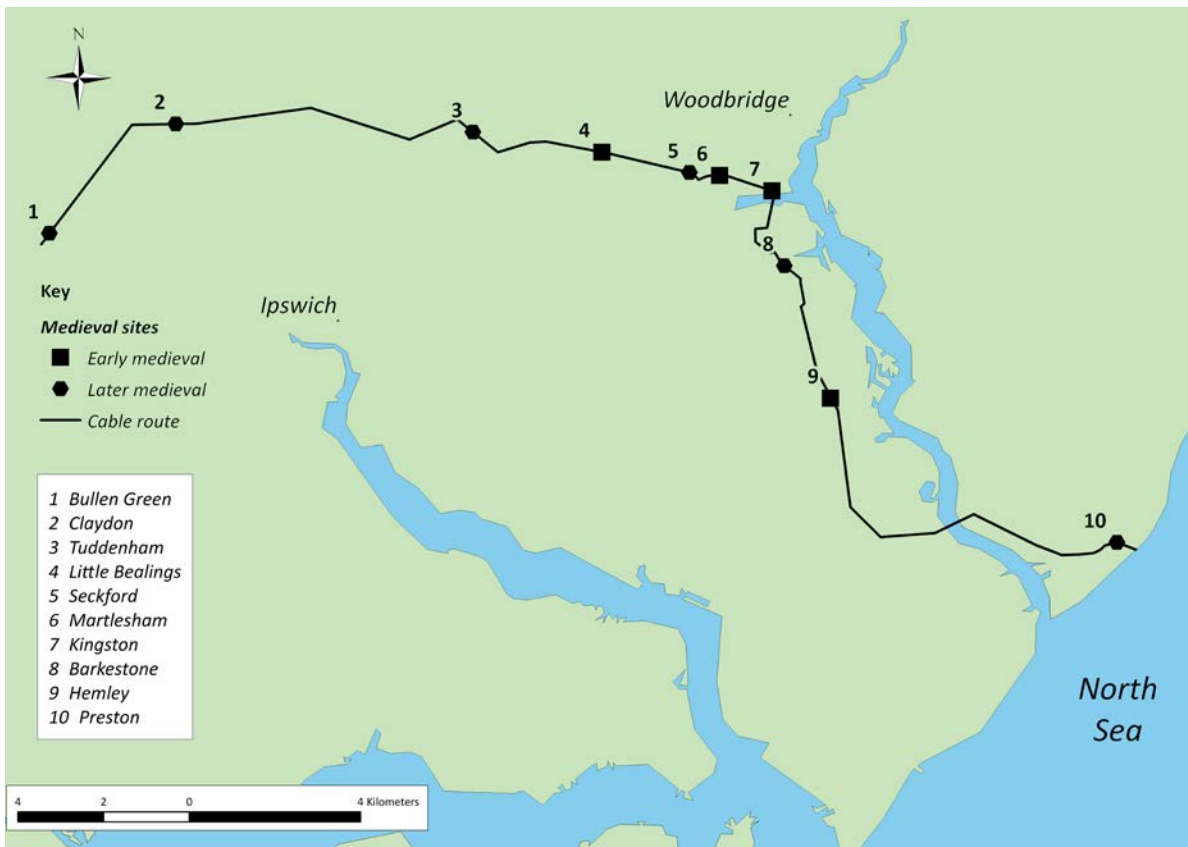 N
Woodbridge
2
3
4
5
6
7
1
8
Ipswich
Key
Medieval sites
Early medieval
Later medieval
Cable route
9
1 Bullen Green
2 Claydon
3 Tuddenham
4 Little Bealings
5 Seckford
6 Martlesham
7 Kingston
8 Barkestone
9 Hemley
10 Preston
10
North
Sea
4 2 0 4 Kilometers